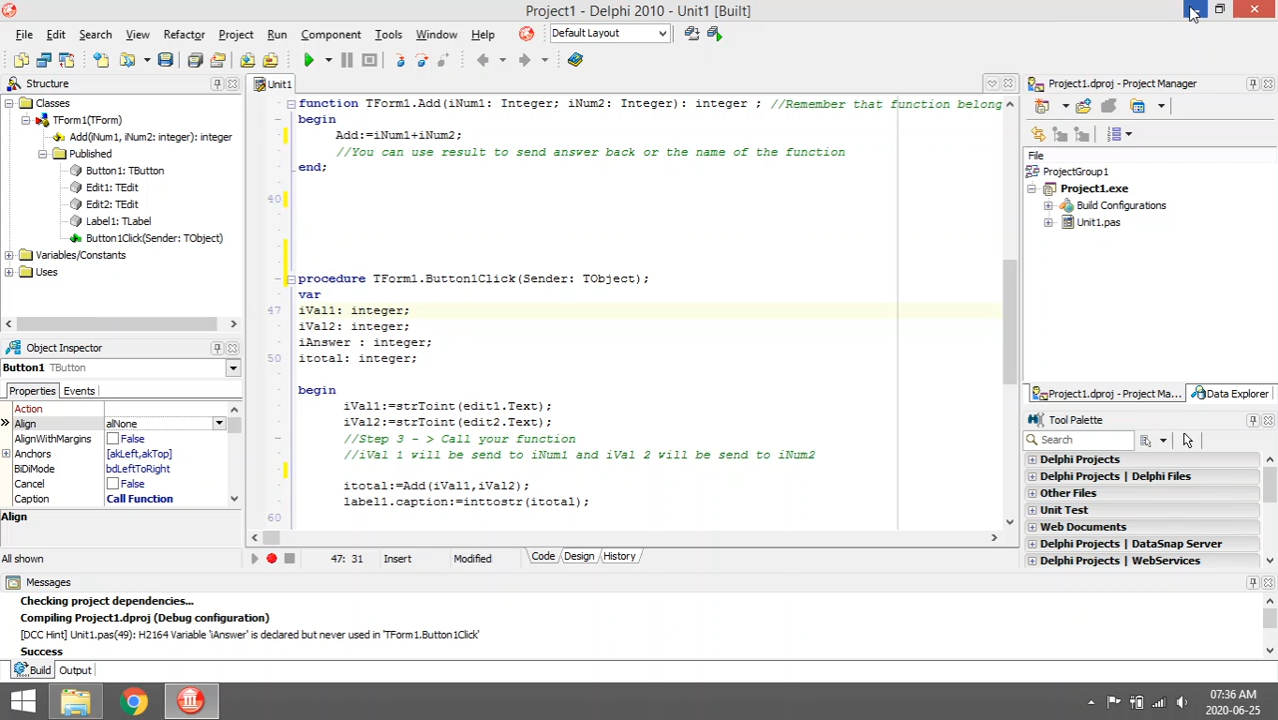 Project1 - Delphi 2010 - Unit1 [Built]
File Edit Search View Refactor Project Run Component Tools Window Help Default Layout
Structure
Classes
TForm1(TForm)
Add(iNum1, iNum2: integer): integer
Published
Button1: TButton
Edit1: TEdit
Edit2: TEdit
Label1: TLabel
Button1Click(Sender: TObject)
Variables/Constants
Uses
Object Inspector
Button1 TButton
Properties Events
Action
Align alNone
AlignWithMargins False
Anchors [akLeft,akTop]
BiDiMode bdLeftToRight
Cancel False
Caption Call Function
Align
All shown
Unit1
function TForm1.Add(iNum1: Integer; iNum2: Integer): integer ; //Remember that function belong
begin
Add:=iNum1+iNum2;
//You can use result to send answer back or the name of the function
end;
40
procedure TForm1.Button1Click(Sender: TObject);
var
47 iVal1: integer;
iVal2: integer;
iAnswer : integer;
50 itotal: integer;
begin
iVal1:=strToint(edit1.Text);
iVal2:=strToint(edit2.Text);
//Step 3 - > Call your function
//iVal 1 will be send to iNum1 and iVal 2 will be send to iNum2
itotal:=Add(iVal1,iVal2);
label1.caption:=inttostr(itotal);
60
47: 31 Insert Modified Code Design History
Project1.dproj - Project Manager
File
ProjectGroup1
Project1.exe
Build Configurations
Unit1.pas
Project1.dproj - Project Ma... Data Explorer
Tool Palette
Search
Delphi Projects
Delphi Projects | Delphi Files
Other Files
Unit Test
Web Documents
Delphi Projects | DataSnap Server
Delphi Projects | WebServices
Messages
Checking project dependencies...
Compiling Project1.dproj (Debug configuration)
[DCC Hint] Unit1.pas(49): H2164 Variable 'iAnswer' is declared but never used in 'TForm1.Button1Click'
Success
Build Output
07:36 AM
2020-06-25